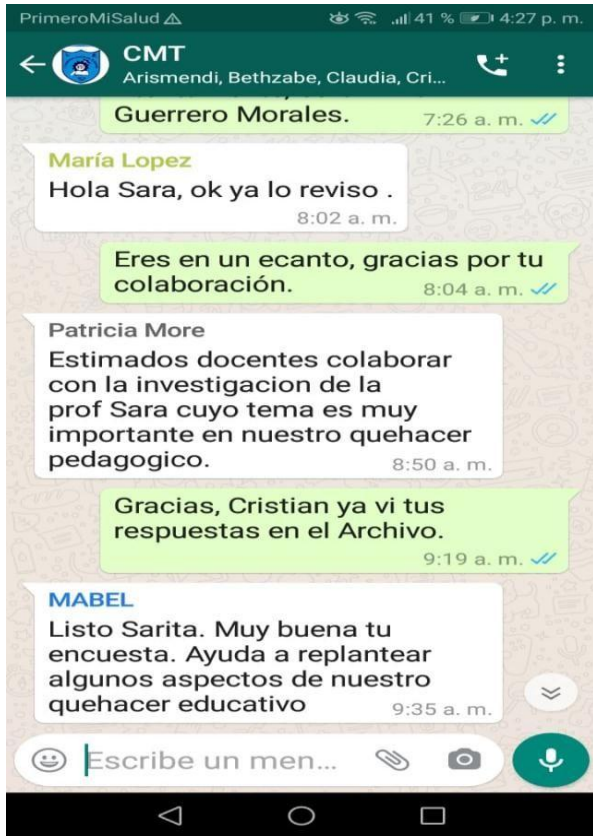 PrimeroMiSalud 41 % 4:27 p. m.
CMT
Arismendi, Bethzabe, Claudia, Cri...
Guerrero Morales. 7:26 a. m.
María Lopez
Hola Sara, ok ya lo reviso .
8:02 a. m.
Eres en un ecanto, gracias por tu
colaboración. 8:04 a. m.
Patricia More
Estimados docentes colaborar
con la investigacion de la
prof Sara cuyo tema es muy
importante en nuestro quehacer
pedagogico. 8:50 a. m.
Gracias, Cristian ya vi tus
respuestas en el Archivo.
9:19 a. m.
MABEL
Listo Sarita. Muy buena tu
encuesta. Ayuda a replantear
algunos aspectos de nuestro
quehacer educativo 9:35 a. m.
Escribe un men...